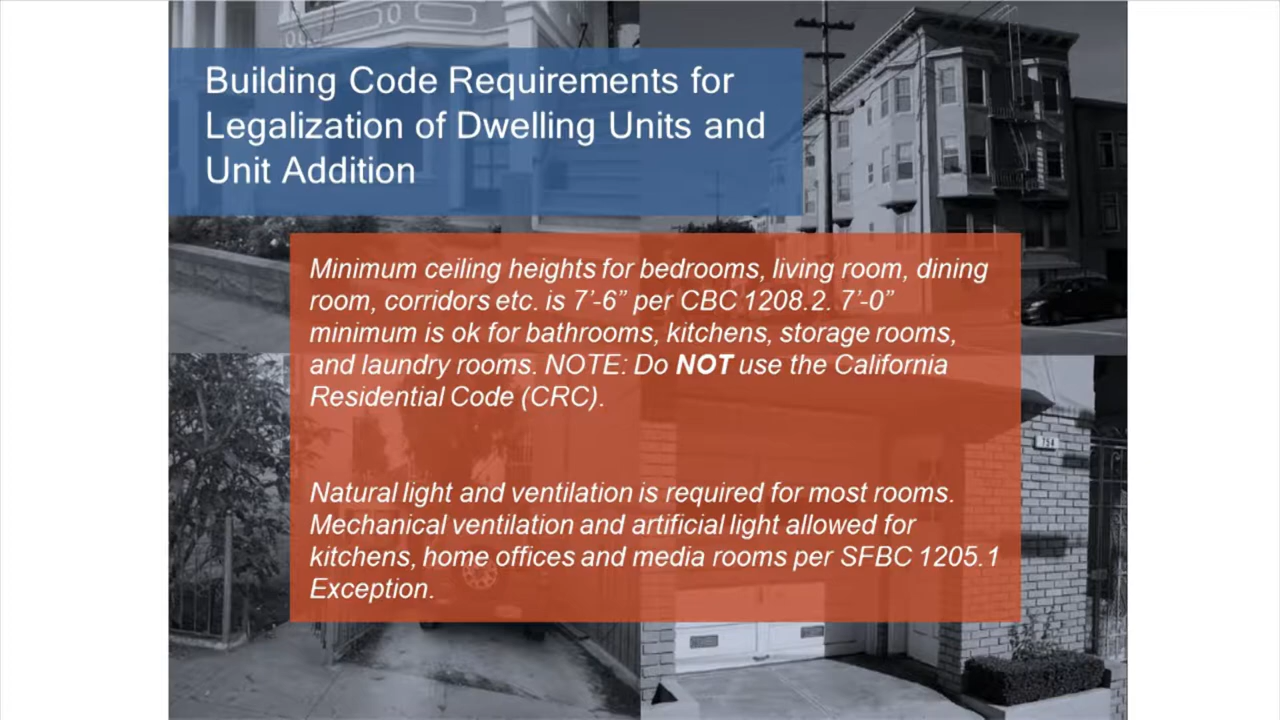 Building Code Requirements for
Legalization of Dwelling Units and
Unit Addition
Minimum ceiling heights for bedrooms, living room, dining
room, corridors etc. is 7’-6” per CBC 1208.2. 7’-0”
minimum is ok for bathrooms, kitchens, storage rooms,
and laundry rooms. NOTE: Do NOT use the California
Residential Code (CRC).
Natural light and ventilation is required for most rooms.
Mechanical ventilation and artificial light allowed for
kitchens, home offices and media rooms per SFBC 1205.1
Exception.
754